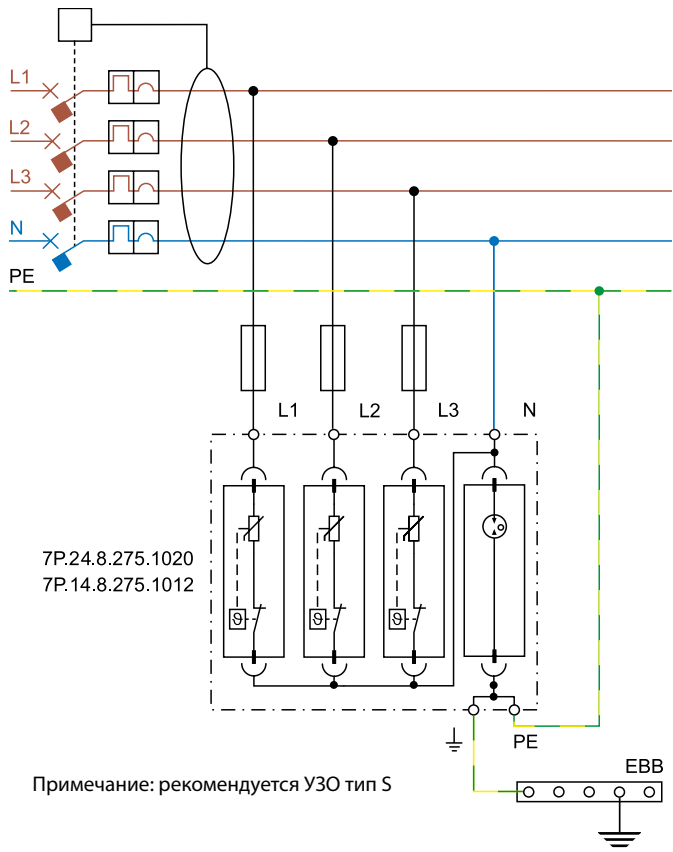 L1
L2
L3
N
PE
L1 L2 L3 N
7P.24.8.275.1020
7P.14.8.275.1012
ϑ ϑ ϑ
PE
EBB
Примечание: рекомендуется УЗО тип S